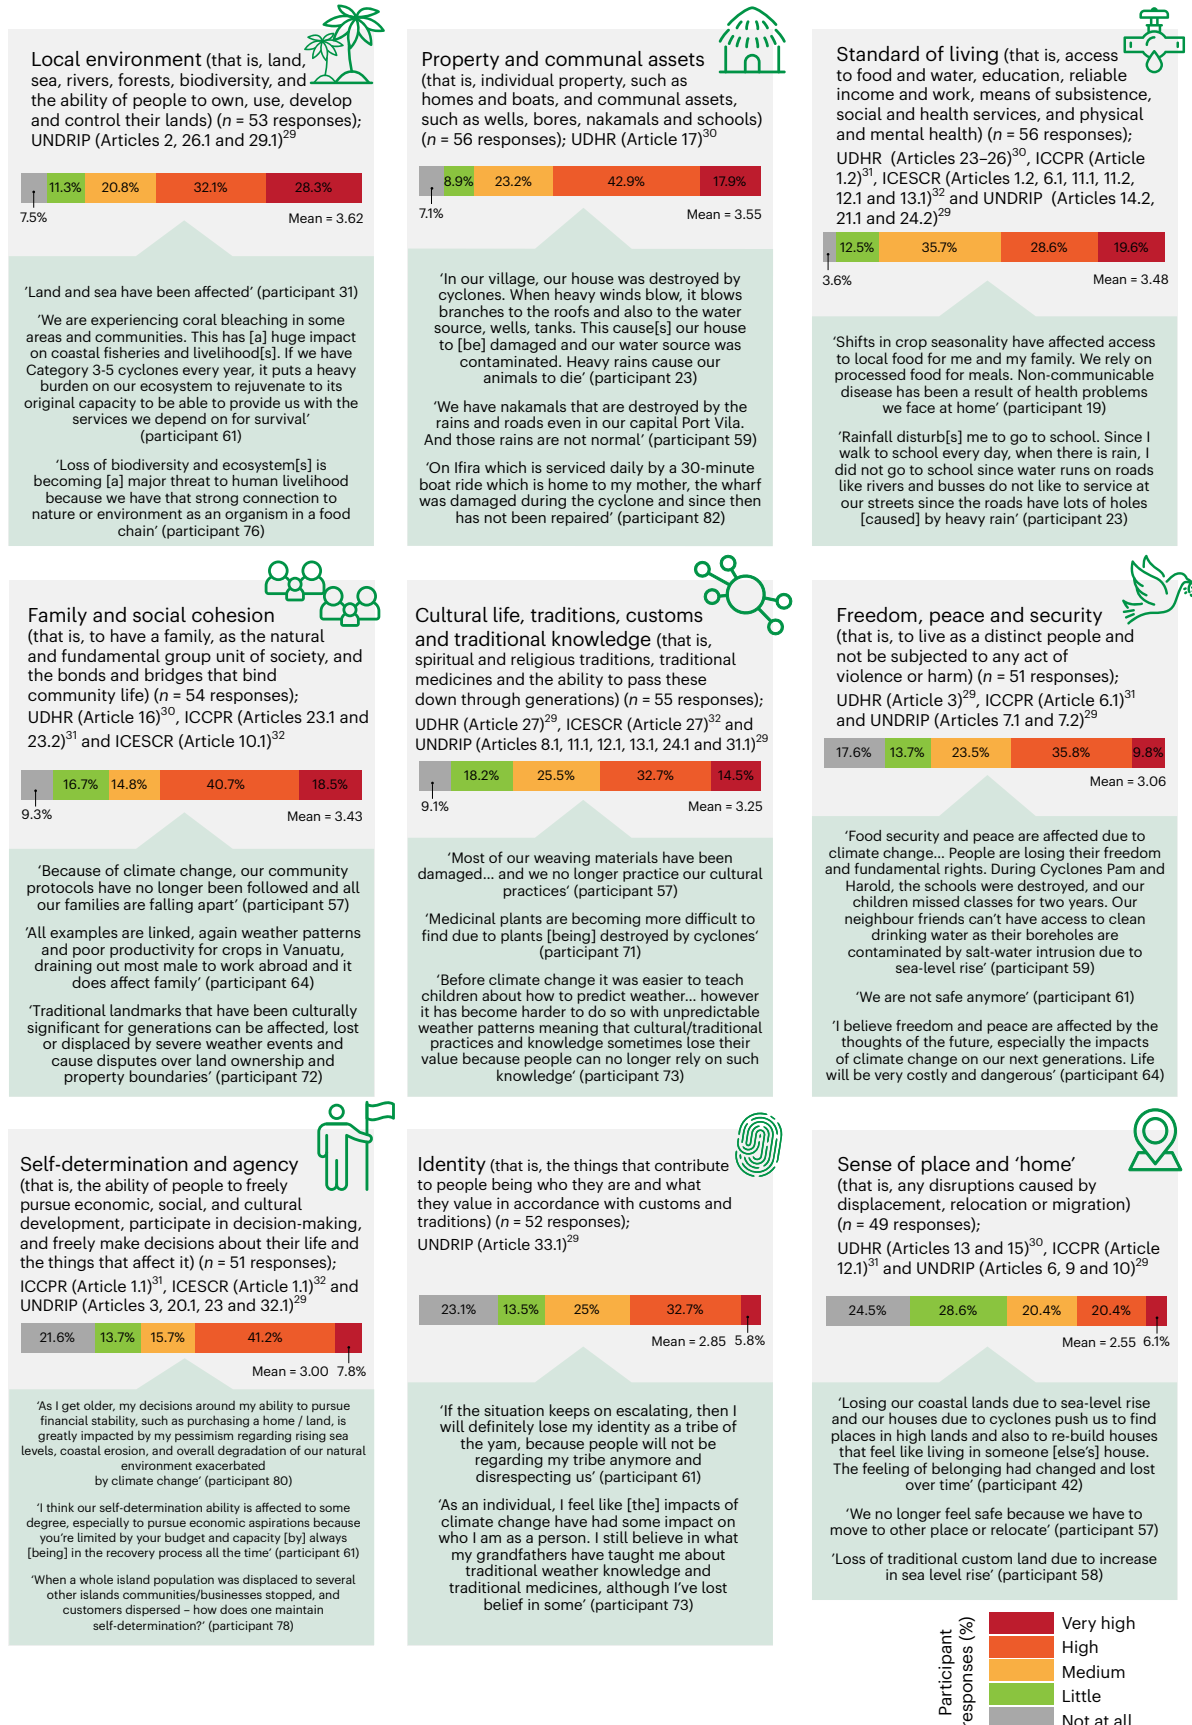 Local environment (that is, land,
sea, rivers, forests, biodiversity, and
the ability of people to own, use, develop
and control their lands) (n = 53 responses);
UNDRIP (Articles 2, 26.1 and 29.1)29
11.3% 20.8% 32.1% 28.3%
7.5% Mean = 3.62
'Land and sea have been affected' (participant 31)
'We are experiencing coral bleaching in some
areas and communities. This has [a] huge impact
on coastal fisheries and livelihood[s]. If we have
Category 3-5 cyclones every year, it puts a heavy
burden on our ecosystem to rejuvenate to its
original capacity to be able to provide us with the
services we depend on for survival'
(participant 61)
'Loss of biodiversity and ecosystem[s] is
becoming [a] major threat to human livelihood
because we have that strong connection to
nature or environment as an organism in a food
chain' (participant 76)
Property and communal assets
(that is, individual property, such as
homes and boats, and communal assets,
such as wells, bores, nakamals and schools)
(n = 56 responses); UDHR (Article 17)30
8.9% 23.2% 42.9% 17.9%
7.1% Mean = 3.55
'In our village, our house was destroyed by
cyclones. When heavy winds blow, it blows
branches to the roofs and also to the water
source, wells, tanks. This cause[s] our house
to [be] damaged and our water source was
contaminated. Heavy rains cause our
animals to die' (participant 23)
'We have nakamals that are destroyed by the
rains and roads even in our capital Port Vila.
And those rains are not normal' (participant 59)
'On Ifira which is serviced daily by a 30-minute
boat ride which is home to my mother, the wharf
was damaged during the cyclone and since then
has not been repaired' (participant 82)
Standard of living (that is, access
to food and water, education, reliable
income and work, means of subsistence,
social and health services, and physical
and mental health) (n = 56 responses);
UDHR (Articles 23–26)30, ICCPR (Article
1.2)31, ICESCR (Articles 1.2, 6.1, 11.1, 11.2,
12.1 and 13.1)32 and UNDRIP (Articles 14.2,
21.1 and 24.2)29
12.5% 35.7% 28.6% 19.6%
3.6% Mean = 3.48
'Shifts in crop seasonality have affected access
to local food for me and my family. We rely on
processed food for meals. Non-communicable
disease has been a result of health problems
we face at home' (participant 19)
'Rainfall disturb[s] me to go to school. Since I
walk to school every day, when there is rain, I
did not go to school since water runs on roads
like rivers and busses do not like to service at
our streets since the roads have lots of holes
[caused] by heavy rain' (participant 23)
Family and social cohesion
(that is, to have a family, as the natural
and fundamental group unit of society, and
the bonds and bridges that bind
community life) (n = 54 responses);
UDHR (Article 16)30, ICCPR (Articles 23.1 and
23.2)31 and ICESCR (Article 10.1)32
16.7% 14.8% 40.7% 18.5%
9.3% Mean = 3.43
'Because of climate change, our community
protocols have no longer been followed and all
our families are falling apart' (participant 57)
'All examples are linked, again weather patterns
and poor productivity for crops in Vanuatu,
draining out most male to work abroad and it
does affect family' (participant 64)
'Traditional landmarks that have been culturally
significant for generations can be affected, lost
or displaced by severe weather events and
cause disputes over land ownership and
property boundaries' (participant 72)
Cultural life, traditions, customs
and traditional knowledge (that is,
spiritual and religious traditions, traditional
medicines and the ability to pass these
down through generations) (n = 55 responses);
UDHR (Article 27)29, ICESCR (Article 27)32 and
UNDRIP (Articles 8.1, 11.1, 12.1, 13.1, 24.1 and 31.1)29
18.2% 25.5% 32.7% 14.5%
9.1% Mean = 3.25
'Most of our weaving materials have been
damaged... and we no longer practice our cultural
practices' (participant 57)
'Medicinal plants are becoming more difficult to
find due to plants [being] destroyed by cyclones'
(participant 71)
'Before climate change it was easier to teach
children about how to predict weather... however
it has become harder to do so with unpredictable
weather patterns meaning that cultural/traditional
practices and knowledge sometimes lose their
value because people can no longer rely on such
knowledge' (participant 73)
Freedom, peace and security
(that is, to live as a distinct people and
not be subjected to any act of
violence or harm) (n = 51 responses);
UDHR (Article 3)29, ICCPR (Article 6.1)31
and UNDRIP (Articles 7.1 and 7.2)29
17.6% 13.7% 23.5% 35.8% 9.8%
Mean = 3.06
'Food security and peace are affected due to
climate change... People are losing their freedom
and fundamental rights. During Cyclones Pam and
Harold, the schools were destroyed, and our
children missed classes for two years. Our
neighbour friends can't have access to clean
drinking water as their boreholes are
contaminated by salt-water intrusion due to
sea-level rise' (participant 59)
'We are not safe anymore' (participant 61)
'I believe freedom and peace are affected by the
thoughts of the future, especially the impacts
of climate change on our next generations. Life
will be very costly and dangerous' (participant 64)
Self-determination and agency
(that is, the ability of people to freely
pursue economic, social, and cultural
development, participate in decision-making,
and freely make decisions about their life and
the things that affect it) (n = 51 responses);
ICCPR (Article 1.1)31, ICESCR (Article 1.1)32 and
UNDRIP (Articles 3, 20.1, 23 and 32.1)29
21.6% 13.7% 15.7% 41.2%
Mean = 3.00 7.8%
'As I get older, my decisions around my ability to pursue
financial stability, such as purchasing a home / land, is
greatly impacted by my pessimism regarding rising sea
levels, coastal erosion, and overall degradation of our natural
environment exacerbated
by climate change' (participant 80)
'I think our self-determination ability is affected to some
degree, especially to pursue economic aspirations because
you're limited by your budget and capacity [by] always
[being] in the recovery process all the time' (participant 61)
'When a whole island population was displaced to several
other islands communities/businesses stopped, and
customers dispersed – how does one maintain
self-determination?' (participant 78)
Identity (that is, the things that contribute
to people being who they are and what
they value in accordance with customs and
traditions) (n = 52 responses);
UNDRIP (Article 33.1)29
23.1% 13.5% 25% 32.7%
Mean = 2.85 5.8%
'If the situation keeps on escalating, then I
will definitely lose my identity as a tribe of
the yam, because people will not be
regarding my tribe anymore and
disrespecting us' (participant 61)
'As an individual, I feel like [the] impacts of
climate change have had some impact on
who I am as a person. I still believe in what
my grandfathers have taught me about
traditional weather knowledge and
traditional medicines, although I've lost
belief in some' (participant 73)
Sense of place and 'home'
(that is, any disruptions caused by
displacement, relocation or migration)
(n = 49 responses);
UDHR (Articles 13 and 15)30, ICCPR (Article
12.1)31 and UNDRIP (Articles 6, 9 and 10)29
24.5% 28.6% 20.4% 20.4%
Mean = 2.55 6.1%
'Losing our coastal lands due to sea-level rise
and our houses due to cyclones push us to find
places in high lands and also to re-build houses
that feel like living in someone [else's] house.
The feeling of belonging had changed and lost
over time' (participant 42)
'We no longer feel safe because we have to
move to other place or relocate' (participant 57)
'Loss of traditional custom land due to increase
in sea level rise' (participant 58)
Participant
responses (%)
Very high
High
Medium
Little
Not at all